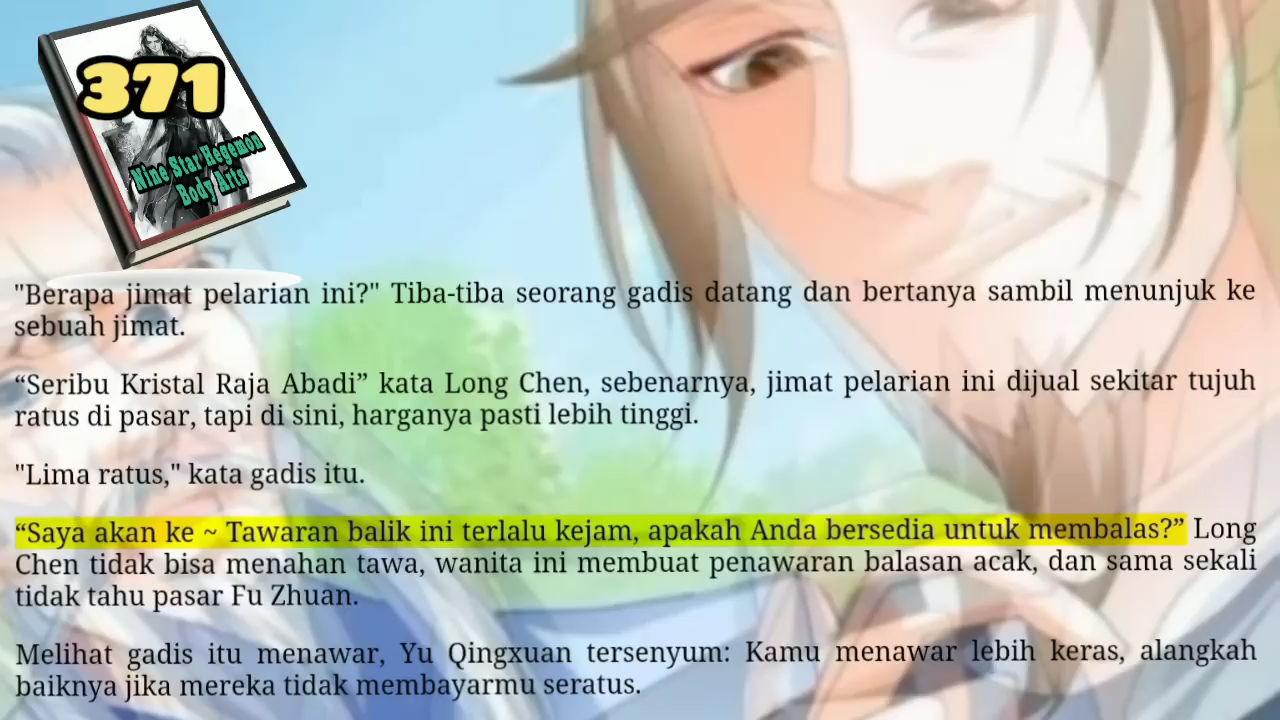 371
Nine Star Hegemon
Body Arts
"Berapa jimat pelarian ini?" Tiba-tiba seorang gadis datang dan bertanya sambil menunjuk ke
sebuah jimat.
“Seribu Kristal Raja Abadi” kata Long Chen, sebenarnya, jimat pelarian ini dijual sekitar tujuh
ratus di pasar, tapi di sini, harganya pasti lebih tinggi.
"Lima ratus," kata gadis itu.
“Saya akan ke ~ Tawaran balik ini terlalu kejam, apakah Anda bersedia untuk membalas?” Long
Chen tidak bisa menahan tawa, wanita ini membuat penawaran balasan acak, dan sama sekali
tidak tahu pasar Fu Zhuan.
Melihat gadis itu menawar, Yu Qingxuan tersenyum: Kamu menawar lebih keras, alangkah
baiknya jika mereka tidak membayarmu seratus.